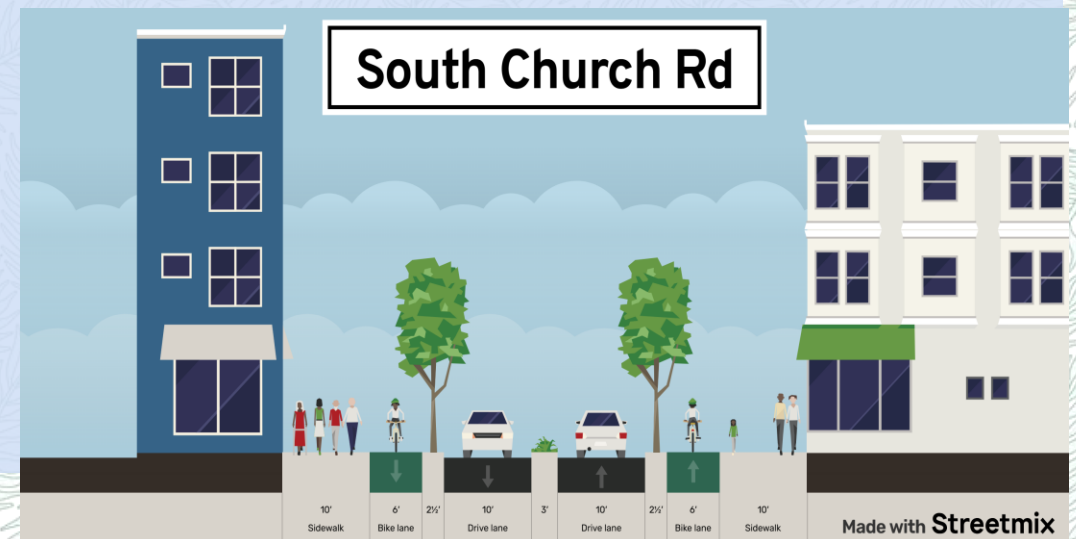 South Church Rd
10' 6' 2½' 10' 3' 10' 2½' 6' 10'
Sidewalk Bike lane Drive lane Drive lane Bike lane Sidewalk
Made with Streetmix